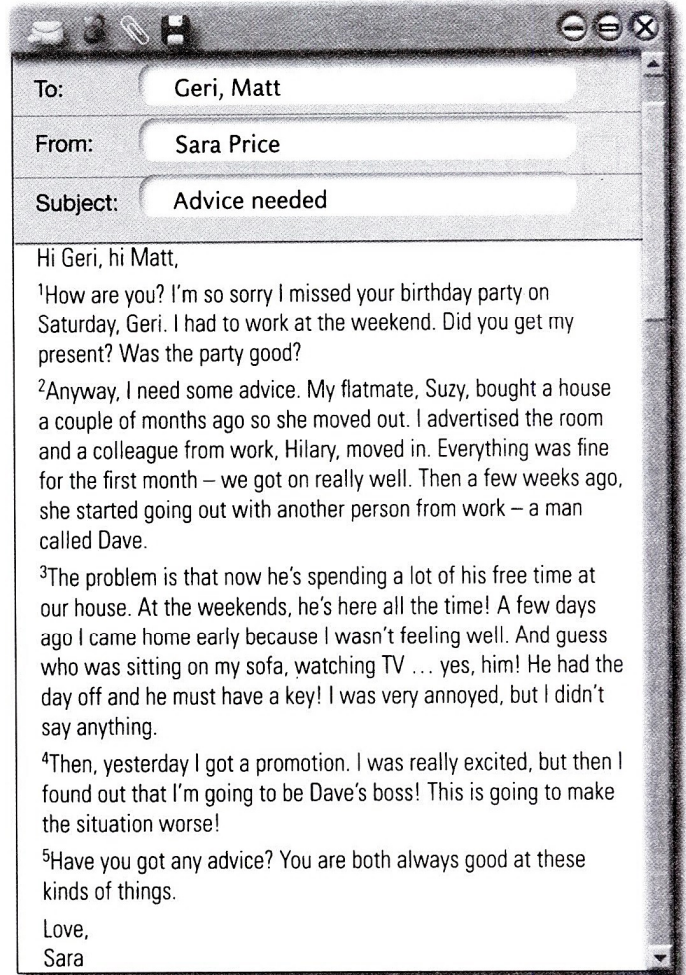 To: Geri, Matt
From: Sara Price
Subject: Advice needed
Hi Geri, hi Matt,
¹How are you? I'm so sorry I missed your birthday party on
Saturday, Geri. I had to work at the weekend. Did you get my
present? Was the party good?
²Anyway, I need some advice. My flatmate, Suzy, bought a house
a couple of months ago so she moved out. I advertised the room
and a colleague from work, Hilary, moved in. Everything was fine
for the first month – we got on really well. Then a few weeks ago,
she started going out with another person from work – a man
called Dave.
³The problem is that now he's spending a lot of his free time at
our house. At the weekends, he's here all the time! A few days
ago I came home early because I wasn't feeling well. And guess
who was sitting on my sofa, watching TV ... yes, him! He had the
day off and he must have a key! I was very annoyed, but I didn't
say anything.
⁴Then, yesterday I got a promotion. I was really excited, but then I
found out that I'm going to be Dave's boss! This is going to make
the situation worse!
⁵Have you got any advice? You are both always good at these
kinds of things.
Love,
Sara